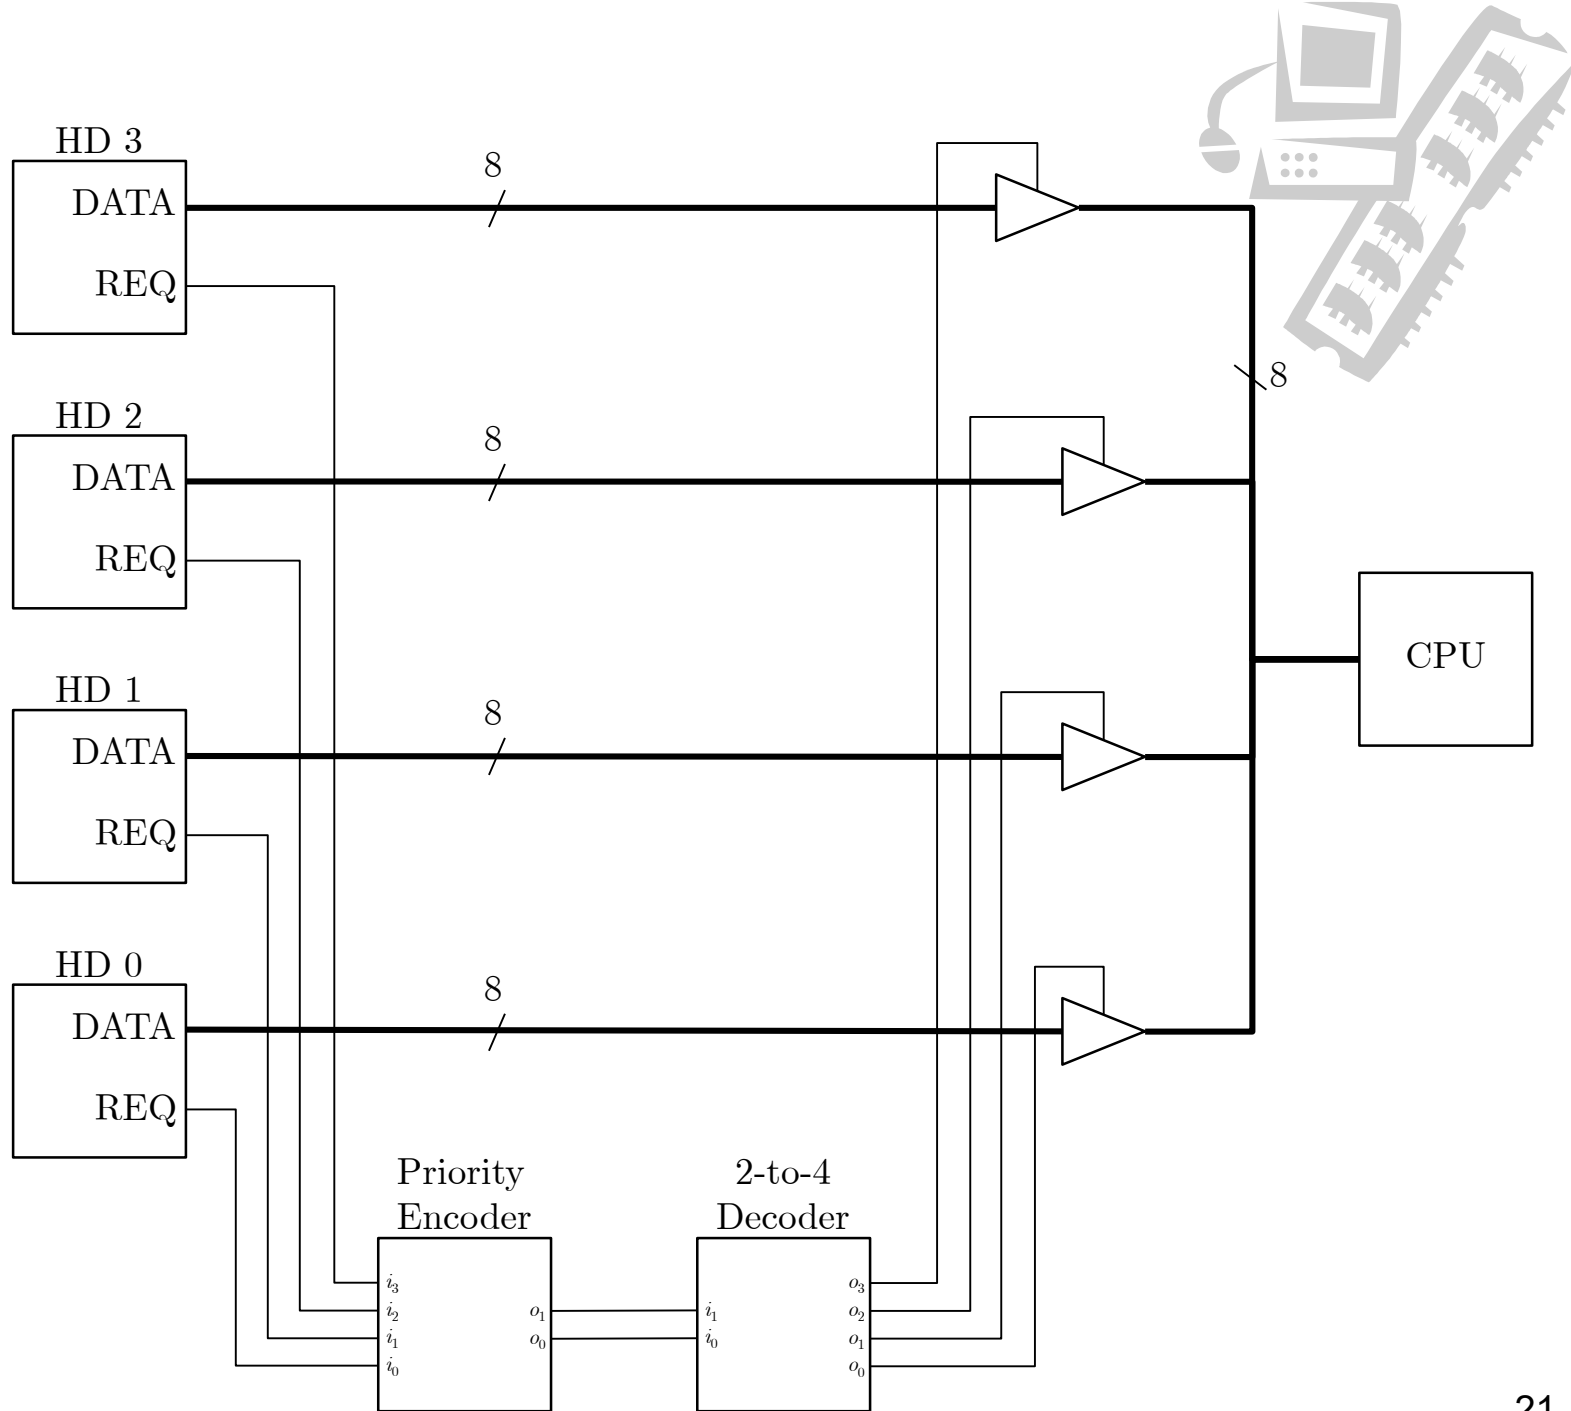 HD 3
DATA
REQ
8
8
HD 2
DATA
REQ
8
HD 1
DATA
REQ
8
HD 0
DATA
REQ
8
CPU
Priority
Encoder
i3
i2
i1
i0
o1
o0
2-to-4
Decoder
i1
i0
o3
o2
o1
o0
21